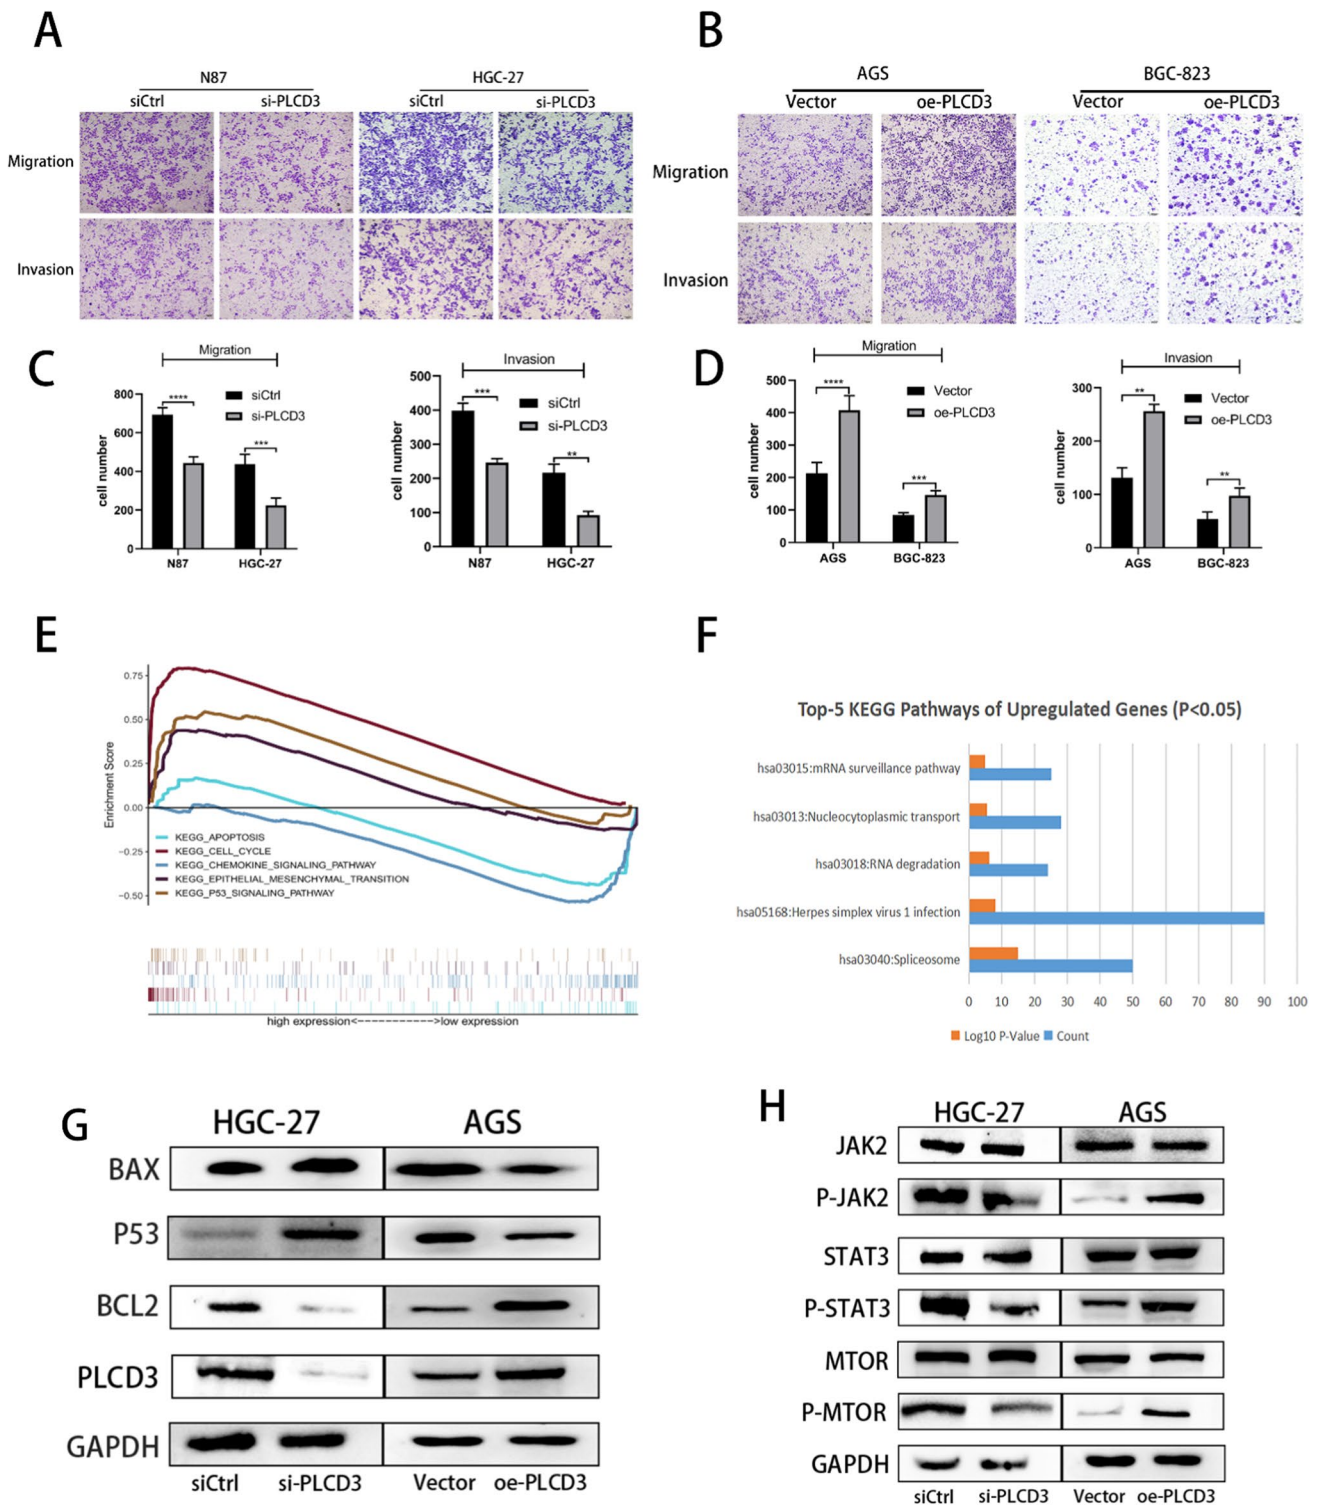 A
N87 HGC-27
siCtrl si-PLCD3 siCtrl si-PLCD3
Migration
Invasion
B
AGS BGC-823
Vector oe-PLCD3 Vector oe-PLCD3
Migration
Invasion
C
Migration
800
600
400
200
0
cell number
**** ***
siCtrl
si-PLCD3
N87 HGC-27
Invasion
500
400
300
200
100
0
cell number
*** **
siCtrl
si-PLCD3
N87 HGC-27
D
Migration
500
400
300
200
100
0
cell number
**** ***
Vector
oe-PLCD3
AGS BGC-823
Invasion
300
200
100
0
cell number
** **
Vector
oe-PLCD3
AGS BGC-823
E
0.75
0.50
0.25
0.00
−0.25
−0.50
Enrichment Score
KEGG_APOPTOSIS
KEGG_CELL_CYCLE
KEGG_CHEMOKINE_SIGNALING_PATHWAY
KEGG_EPITHELIAL_MESENCHYMAL_TRANSITION
KEGG_P53_SIGNALING_PATHWAY
high expression<------------>low expression
F
Top-5 KEGG Pathways of Upregulated Genes (P<0.05)
hsa03015:mRNA surveillance pathway
hsa03013:Nucleocytoplasmic transport
hsa03018:RNA degradation
hsa05168:Herpes simplex virus 1 infection
hsa03040:Spliceosome
0 10 20 30 40 50 60 70 80 90 100
Log10 P-Value Count
G
HGC-27 AGS
BAX
P53
BCL2
PLCD3
GAPDH
siCtrl si-PLCD3 Vector oe-PLCD3
H
HGC-27 AGS
JAK2
P-JAK2
STAT3
P-STAT3
MTOR
P-MTOR
GAPDH
siCtrl si-PLCD3 Vector oe-PLCD3